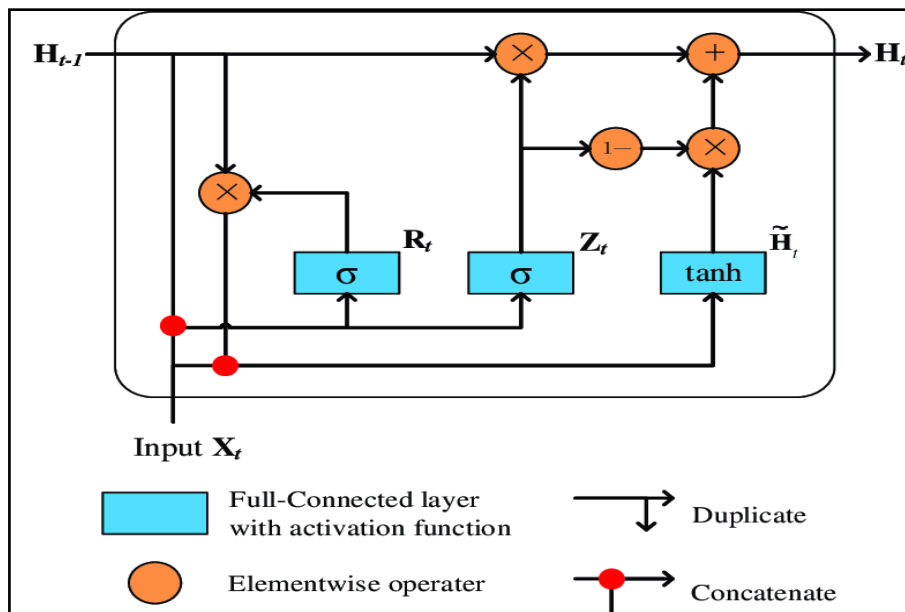 H_{t-1}
×
+
H_t
1—
×
×
R_t
Z_t
H̃_t
σ
σ
tanh
Input X_t
Full-Connected layer
with activation function
Duplicate
Elementwise operater
Concatenate